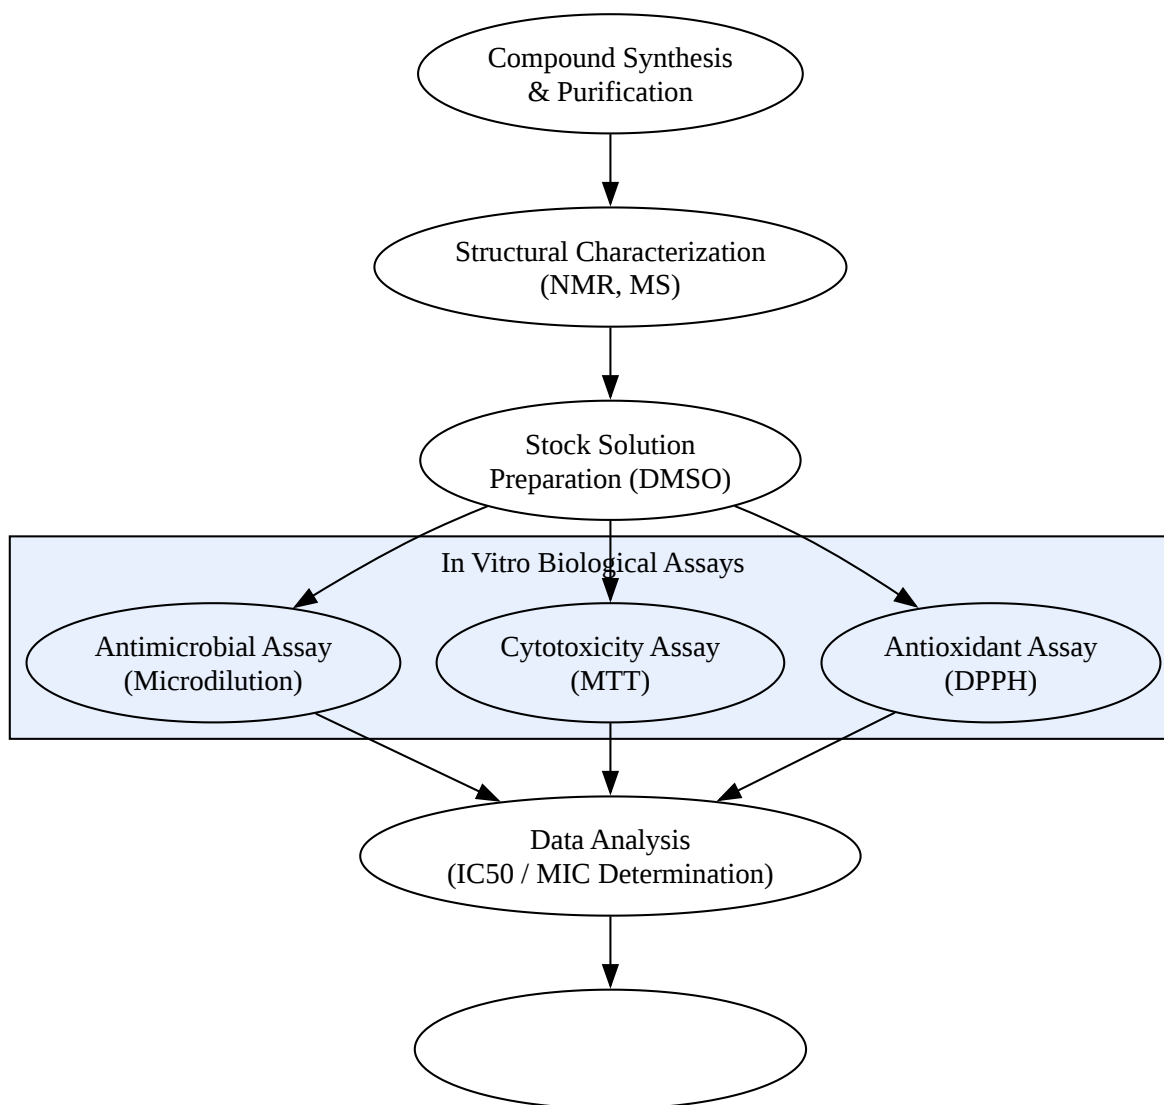 Compound Synthesis
& Purification
Structural Characterization
(NMR, MS)
Stock Solution
Preparation (DMSO)
In Vitro Biological Assays
Antimicrobial Assay
(Microdilution)
Cytotoxicity Assay
(MTT)
Antioxidant Assay
(DPPH)
Data Analysis
(IC50 / MIC Determination)